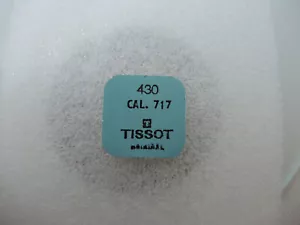 430
CAL. 717
T
TISSOT
ORIGINAL